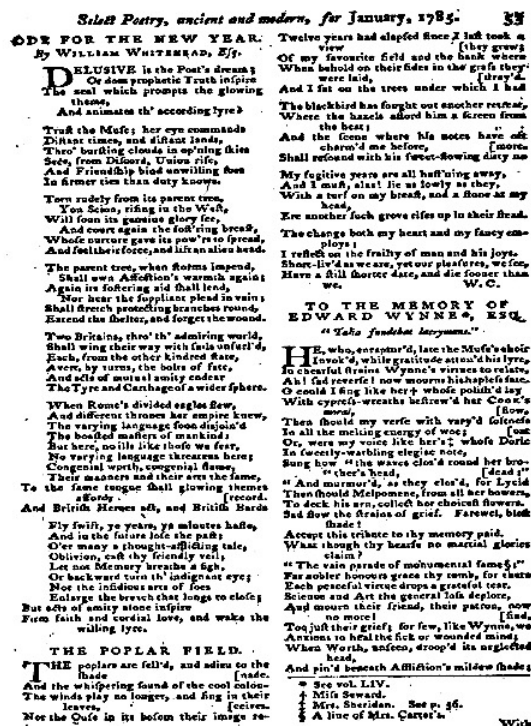 Select Poetry, ancient and modern, for January, 1785. 53
ODE FOR THE NEW YEAR.
By WILLIAM WHITEHEAD, Esq.
DELUSIVE is the Poet's dream;
Or does prophetic Truth inspire
The zeal which prompts the glowing
theme,
And animates th' according lyre?
Trust the Muse; her eye commands
Distant times, and distant lands,
Thro' bursting clouds in op'ning skies
Sees, from Discord, Union rise,
And Friendship bind unwilling foes
In firmer ties than duty knows.
Torn rudely from its parent tree,
Yon Scion, rising in the West,
Will soon its genuine glory see,
And court again the fost'ring breast,
Whose nurture gave its pow'rs to spread,
And feel their force, and lift an alien head.
The parent tree, when storms impend,
Shall own Affection's warmth again;
Again its fostering aid shall lend,
Nor hear the suppliant plead in vain;
Shall stretch protecting branches round,
Extend the shelter, and forget the wound.
Two Britains, thro' th' admiring world,
Shall wing their way with sails unfurl'd,
Each, from the other kindred state,
Avert, by turns, the bolts of fate,
And acts of mutual amity endear
The Tyre and Carthage of a wider sphere.
When Rome's divided eagles flew,
And different thrones her empire knew,
The varying language soon disjoin'd
The boasted masters of mankind;
But here, no ills like those we fear,
No varying language threatens here;
Congenial worth, congenial flame,
Their manners and their arts the same,
To the same tongue shall glowing themes
afford; [record.
And British Heroes act, and British Bards
Fly swift, ye years, ye minutes haste,
And in the future lose the past;
O'er many a thought-afflicting tale,
Oblivion, cast thy friendly veil;
Let not Memory breathe a sigh,
Or backward turn th' indignant eye;
Nor the insidious arts of foes
Enlarge the breach that longs to close;
But acts of amity alone inspire
Firm faith and cordial love, and wake the
willing lyre.
THE POPLAR FIELD.
THE poplars are fell'd, and adieu to the
shade [nade.
And the whispering sound of the cool colon-
The winds play no longer, and sing in their
leaves, [ceives.
Nor the Ouse in its bosom their image re-
Twelve years had elapsed since I last took a
view [they grew;
Of my favourite field and the bank where
When behold on their sides in the grass they
were laid, [stray'd.
And I sat on the trees under which I had
The blackbird has sought out another retreat,
Where the hazels afford him a screen from
the heat;
And the scene where his notes have oft
charm'd me before, [more.
Shall resound with his sweet-flowing ditty no
My fugitive years are all hast'ning away,
And I must, alas! lie as lowly as they,
With a turf on my breast, and a stone at my
head,
Ere another such grove rises up in their stead.
The change both my heart and my fancy em-
ploys;
I reflect on the frailty of man and his joys.
Short-liv'd as we are, yet our pleasures, we see,
Have a still shorter date, and die sooner than
we. W.C.
TO THE MEMORY OF
EDWARD WYNNE*, ESQ.
"Talia fundebat lacrymans."
HE, who, enraptur'd, late the Muse's choir
Invok'd, while gratitude attun'd his lyre,
In chearful strains Wynne's virtues to relate,
Ah! sad reverse! now mourns his hapless fate.
O could I sing like her† whose polish'd lay
With cypress-wreaths bestrew'd her COOK's
moral, [flow,
Then should my verse with vary'd softness
In all the melting energy of woe; [out
Or, were my voice like her's‡ whose Doric
In sweetly-warbling elegiac note,
Sung how "the waves clos'd round her bro-
"ther's head, [dead;"
"And murmur'd, as they clos'd, for Lycid
Then should Melpomene, from all her bowers,
To deck his urn, collect her choicest flowers.
Sad flow the strains of grief. Farewel, blest
shade!
Accept this tribute to thy memory paid.
What though thy hearse no martial glories
claim?
"The vain parade of monumental fame§;"
Far nobler honours grace thy tomb, for there
Each peaceful virtue drops a grateful tear,
Science and Art the general loss deplore,
And mourn their friend, their patron, now
no more! [find,
Too just their grief; for few, like Wynne, we
Anxious to heal the sick or wounded mind;
When Worth, unseen, droop'd its neglected
head,
And pin'd beneath Affliction's mildew shade;
* See vol. LIV.
† Miss Seward.
‡ Mrs. Sheridan. See p. 56.
§ A line of Mrs. Carter's.
With